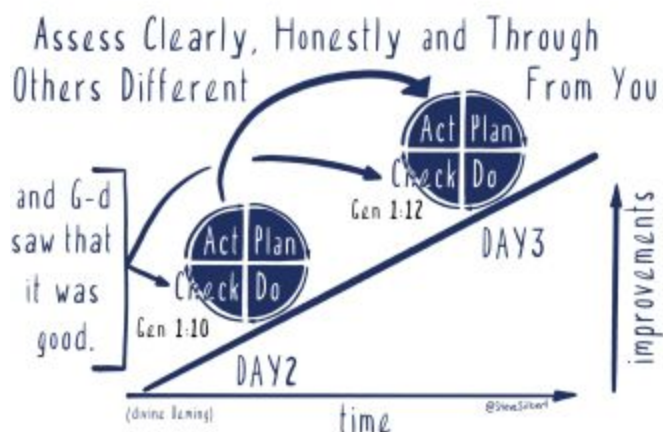 Assess Clearly, Honestly and Through
Others Different From You
and G-d
saw that
it was
good.
Act Plan
Check Do
Gen 1:12
DAY3
Act Plan
Check Do
Gen 1:10
DAY2
improvements
time
(divine Deming)
@SteveSilbert